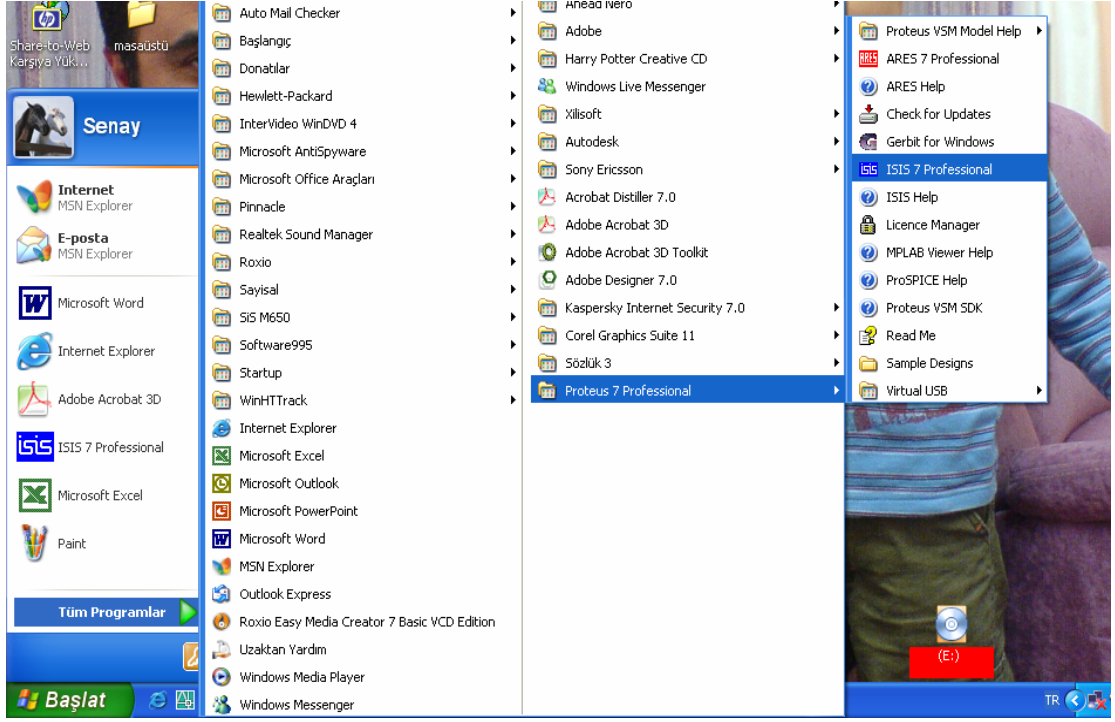 Share-to-Web
Karşıya Yük...
masaüstü
Senay
Internet
MSN Explorer
E-posta
MSN Explorer
Microsoft Word
Internet Explorer
Adobe Acrobat 3D
ISIS 7 Professional
Microsoft Excel
Paint
Tüm Programlar
Başlat
Auto Mail Checker
Başlangıç
Donatılar
Hewlett-Packard
InterVideo WinDVD 4
Microsoft AntiSpyware
Microsoft Office Araçları
Pinnacle
Realtek Sound Manager
Roxio
Sayisal
SiS M650
Software995
Startup
WinHTTrack
Internet Explorer
Microsoft Excel
Microsoft Outlook
Microsoft PowerPoint
Microsoft Word
MSN Explorer
Outlook Express
Roxio Easy Media Creator 7 Basic VCD Edition
Uzaktan Yardım
Windows Media Player
Windows Messenger
Ahead Nero
Adobe
Harry Potter Creative CD
Windows Live Messenger
Xilisoft
Autodesk
Sony Ericsson
Acrobat Distiller 7.0
Adobe Acrobat 3D
Adobe Acrobat 3D Toolkit
Adobe Designer 7.0
Kaspersky Internet Security 7.0
Corel Graphics Suite 11
Sözlük 3
Proteus 7 Professional
Proteus VSM Model Help
ARES 7 Professional
ARES Help
Check for Updates
Gerbit for Windows
ISIS 7 Professional
ISIS Help
Licence Manager
MPLAB Viewer Help
ProSPICE Help
Proteus VSM SDK
Read Me
Sample Designs
Virtual USB
(E:)
TR